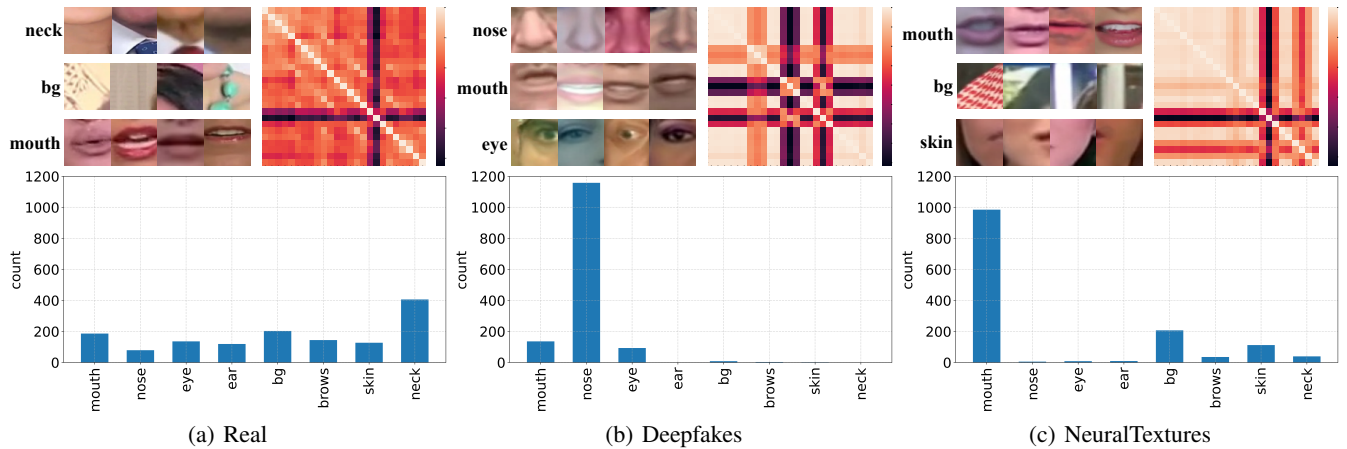 neck
bg
mouth
1200
1000
800
600
400
200
0
count
mouth
nose
eye
ear
bg
brows
skin
neck
(a) Real
nose
mouth
eye
1200
1000
800
600
400
200
0
count
mouth
nose
eye
ear
bg
brows
skin
neck
(b) Deepfakes
mouth
bg
skin
1200
1000
800
600
400
200
0
count
mouth
nose
eye
ear
bg
brows
skin
neck
(c) NeuralTextures